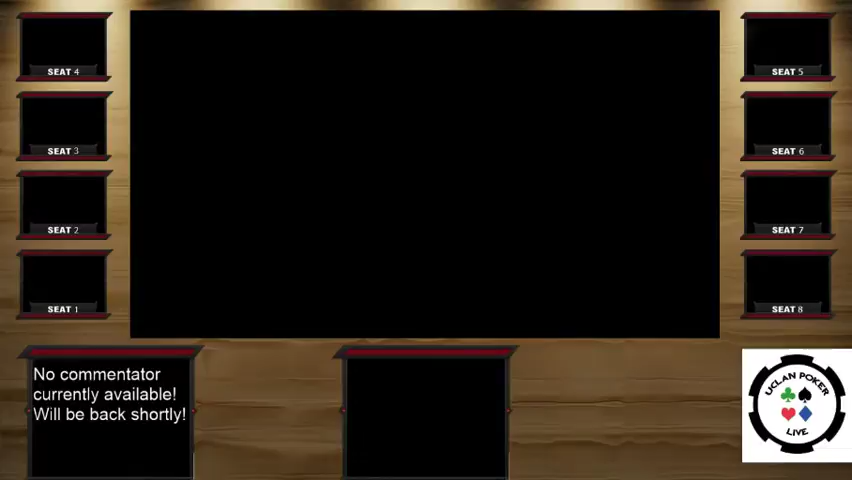 SEAT 4
SEAT 5
SEAT 3
SEAT 6
SEAT 2
SEAT 7
SEAT 1
SEAT 8
No commentator
currently available!
Will be back shortly!
UCLAN POKER
LIVE